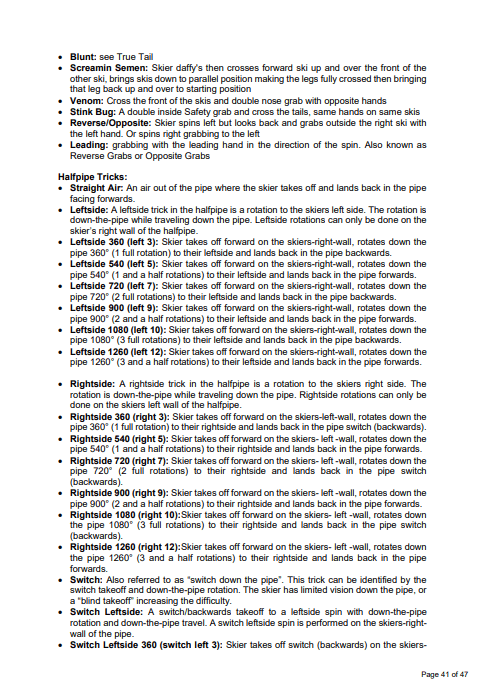 • Blunt: see True Tail
• Screamin Semen: Skier daffy's then crosses forward ski up and over the front of the
other ski, brings skis down to parallel position making the legs fully crossed then bringing
that leg back up and over to starting position
• Venom: Cross the front of the skis and double nose grab with opposite hands
• Stink Bug: A double inside Safety grab and cross the tails, same hands on same skis
• Reverse/Opposite: Skier spins left but looks back and grabs outside the right ski with
the left hand. Or spins right grabbing to the left
• Leading: grabbing with the leading hand in the direction of the spin. Also known as
Reverse Grabs or Opposite Grabs
Halfpipe Tricks:
• Straight Air: An air out of the pipe where the skier takes off and lands back in the pipe
facing forwards.
• Leftside: A leftside trick in the halfpipe is a rotation to the skiers left side. The rotation is
down-the-pipe while traveling down the pipe. Leftside rotations can only be done on the
skier's right wall of the halfpipe.
• Leftside 360 (left 3): Skier takes off forward on the skiers-right-wall, rotates down the
pipe 360° (1 full rotation) to their leftside and lands back in the pipe backwards.
• Leftside 540 (left 5): Skier takes off forward on the skiers-right-wall, rotates down the
pipe 540° (1 and a half rotations) to their leftside and lands back in the pipe forwards.
• Leftside 720 (left 7): Skier takes off forward on the skiers-right-wall, rotates down the
pipe 720° (2 full rotations) to their leftside and lands back in the pipe backwards.
• Leftside 900 (left 9): Skier takes off forward on the skiers-right-wall, rotates down the
pipe 900° (2 and a half rotations) to their leftside and lands back in the pipe forwards.
• Leftside 1080 (left 10): Skier takes off forward on the skiers-right-wall, rotates down the
pipe 1080° (3 full rotations) to their leftside and lands back in the pipe backwards.
• Leftside 1260 (left 12): Skier takes off forward on the skiers-right-wall, rotates down the
pipe 1260° (3 and a half rotations) to their leftside and lands back in the pipe forwards.
• Rightside: A rightside trick in the halfpipe is a rotation to the skiers right side. The
rotation is down-the-pipe while traveling down the pipe. Rightside rotations can only be
done on the skiers left wall of the halfpipe.
• Rightside 360 (right 3): Skier takes off forward on the skiers-left-wall, rotates down the
pipe 360° (1 full rotation) to their rightside and lands back in the pipe switch (backwards).
• Rightside 540 (right 5): Skier takes off forward on the skiers- left -wall, rotates down the
pipe 540° (1 and a half rotations) to their rightside and lands back in the pipe forwards.
• Rightside 720 (right 7): Skier takes off forward on the skiers- left -wall, rotates down the
pipe 720° (2 full rotations) to their rightside and lands back in the pipe switch
(backwards).
• Rightside 900 (right 9): Skier takes off forward on the skiers- left -wall, rotates down the
pipe 900° (2 and a half rotations) to their rightside and lands back in the pipe forwards.
• Rightside 1080 (right 10):Skier takes off forward on the skiers- left -wall, rotates down
the pipe 1080° (3 full rotations) to their rightside and lands back in the pipe switch
(backwards).
• Rightside 1260 (right 12):Skier takes off forward on the skiers- left -wall, rotates down
the pipe 1260° (3 and a half rotations) to their rightside and lands back in the pipe
forwards.
• Switch: Also referred to as "switch down the pipe". This trick can be identified by the
switch takeoff and down-the-pipe rotation. The skier has limited vision down the pipe, or
a "blind takeoff" increasing the difficulty.
• Switch Leftside: A switch/backwards takeoff to a leftside spin with down-the-pipe
rotation and down-the-pipe travel. A switch leftside spin is performed on the skiers-right-
wall of the pipe.
• Switch Leftside 360 (switch left 3): Skier takes off switch (backwards) on the skiers-
Page 41 of 47